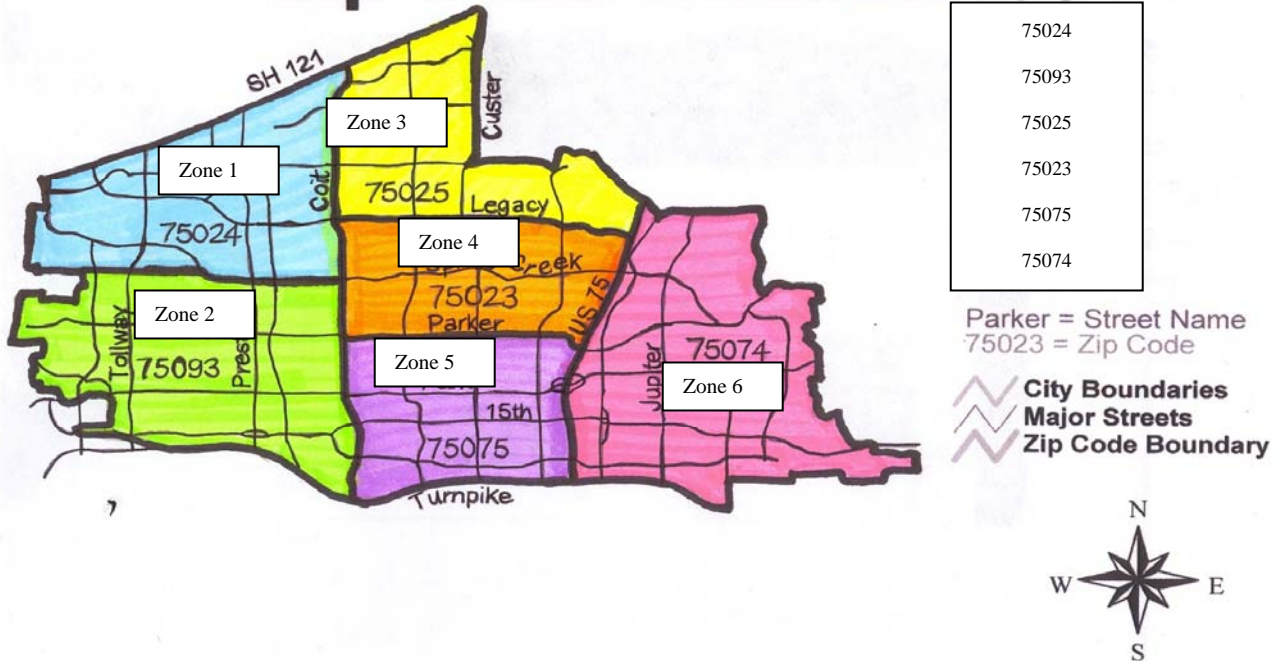 SH 121
Custer
Zone 3
Zone 1
Coit
75025
Legacy
75024
Zone 4
Creek
75023
US 75
Parker
Zone 2
Tollway
75093
Zone 5
Jupiter
75074
Zone 6
15th
75075
Turnpike
75024
75093
75025
75023
75075
75074
Parker = Street Name
75023 = Zip Code
City Boundaries
Major Streets
Zip Code Boundary
N
W
E
S